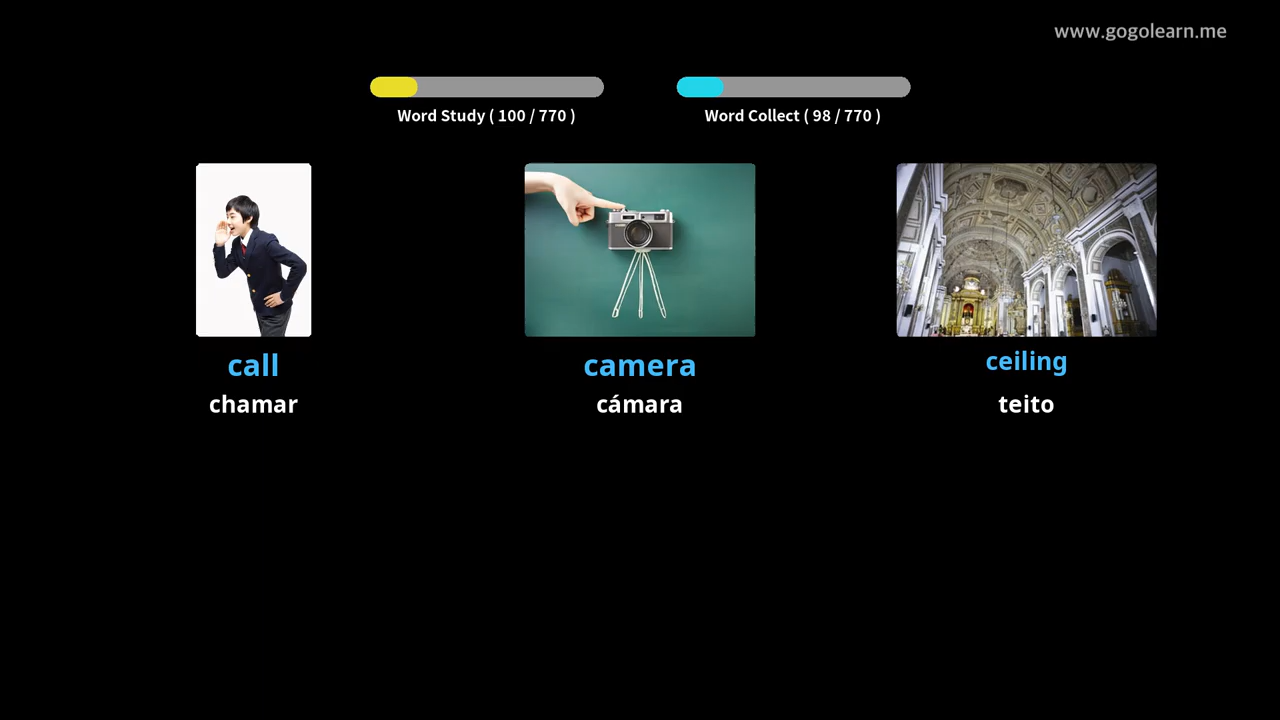 www.gogolearn.me
Word Study ( 100 / 770 )
Word Collect ( 98 / 770 )
call
camera
ceiling
chamar
cámara
teito